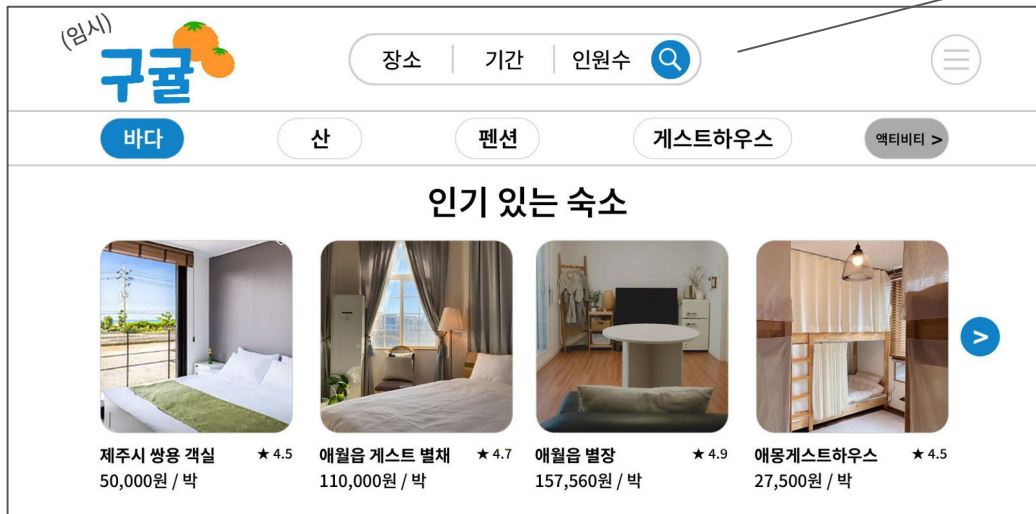 (임시)
구귤
장소 기간 인원수
바다 산 펜션 게스트하우스 액티비티 >
인기 있는 숙소
>
제주시 쌍용 객실 ★ 4.5 애월읍 게스트 별채 ★ 4.7 애월읍 별장 ★ 4.9 애몽게스트하우스 ★ 4.5
50,000원 / 박 110,000원 / 박 157,560원 / 박 27,500원 / 박